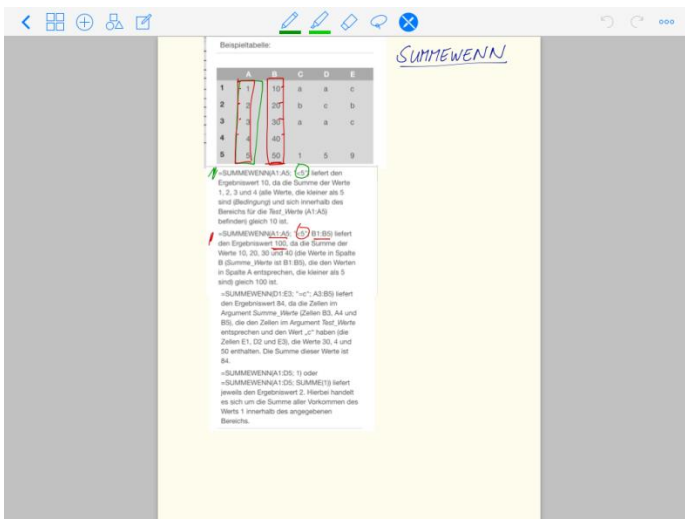 Beispieltabelle:
SUMMEWENN
A B C D E
1 1 10 a a c
2 2 20 b c b
3 3 30 a a c
4 4 40
5 5 50 1 5 9
=SUMMEWENN(A1:A5; "<5") liefert den
Ergebniswert 10, da die Summe der Werte
1, 2, 3 und 4 (alle Werte, die kleiner als 5
sind (Bedingung) und sich innerhalb des
Bereichs für die Test_Werte (A1:A5)
befinden) gleich 10 ist.
=SUMMEWENN(A1:A5; "<5"; B1:B5) liefert
den Ergebniswert 100, da die Summe der
Werte 10, 20, 30 und 40 (die Werte in Spalte
B (Summe_Werte ist B1:B5), die den Werten
in Spalte A entsprechen, die kleiner als 5
sind) gleich 100 ist.
=SUMMEWENN(D1:E3; "=c"; A3:B5) liefert
den Ergebniswert 84, da die Zellen im
Argument Summe_Werte (Zellen B3, A4 und
B5), die den Zellen im Argument Test_Werte
entsprechen und den Wert „c" haben (die
Zellen E1, D2 und E3), die Werte 30, 4 und
50 enthalten. Die Summe dieser Werte ist
84.
=SUMMEWENN(A1:D5; 1) oder
=SUMMEWENN(A1:D5; SUMME(1)) liefert
jeweils den Ergebniswert 2. Hierbei handelt
es sich um die Summe aller Vorkommen des
Werts 1 innerhalb des angegebenen
Bereichs.